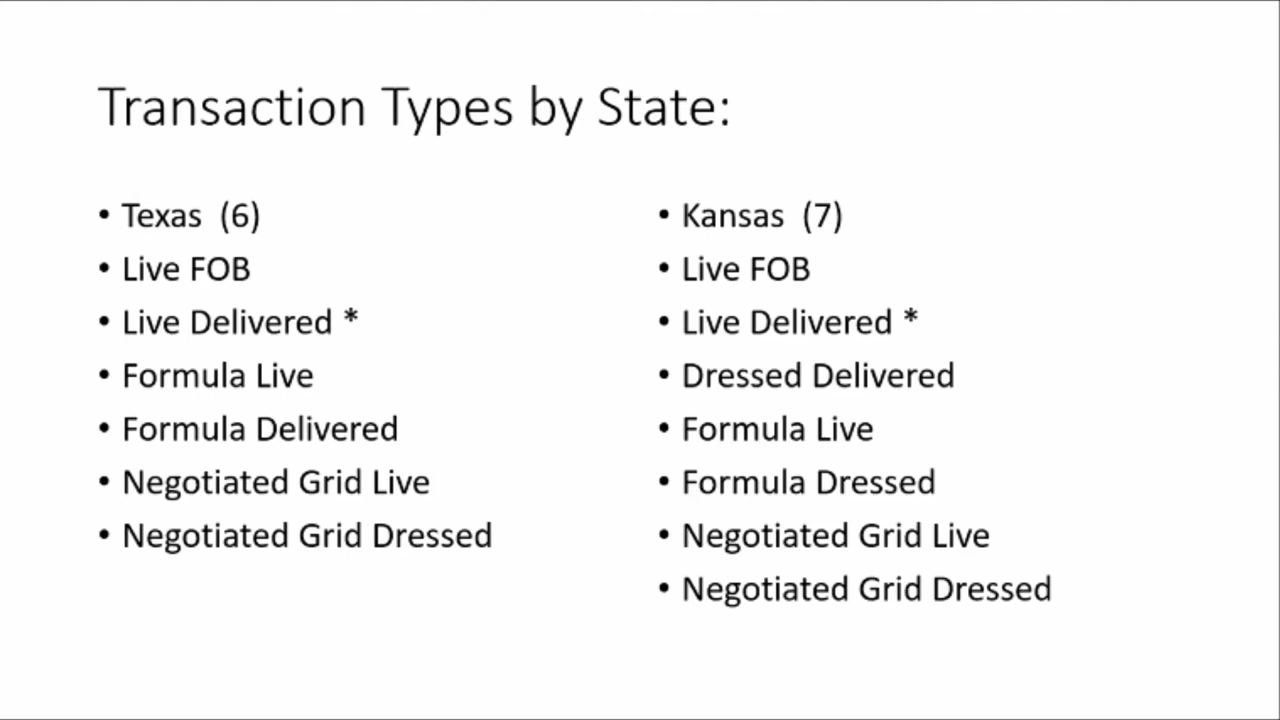 Transaction Types by State:
• Texas  (6)
• Live FOB
• Live Delivered *
• Formula Live
• Formula Delivered
• Negotiated Grid Live
• Negotiated Grid Dressed
• Kansas  (7)
• Live FOB
• Live Delivered *
• Dressed Delivered
• Formula Live
• Formula Dressed
• Negotiated Grid Live
• Negotiated Grid Dressed